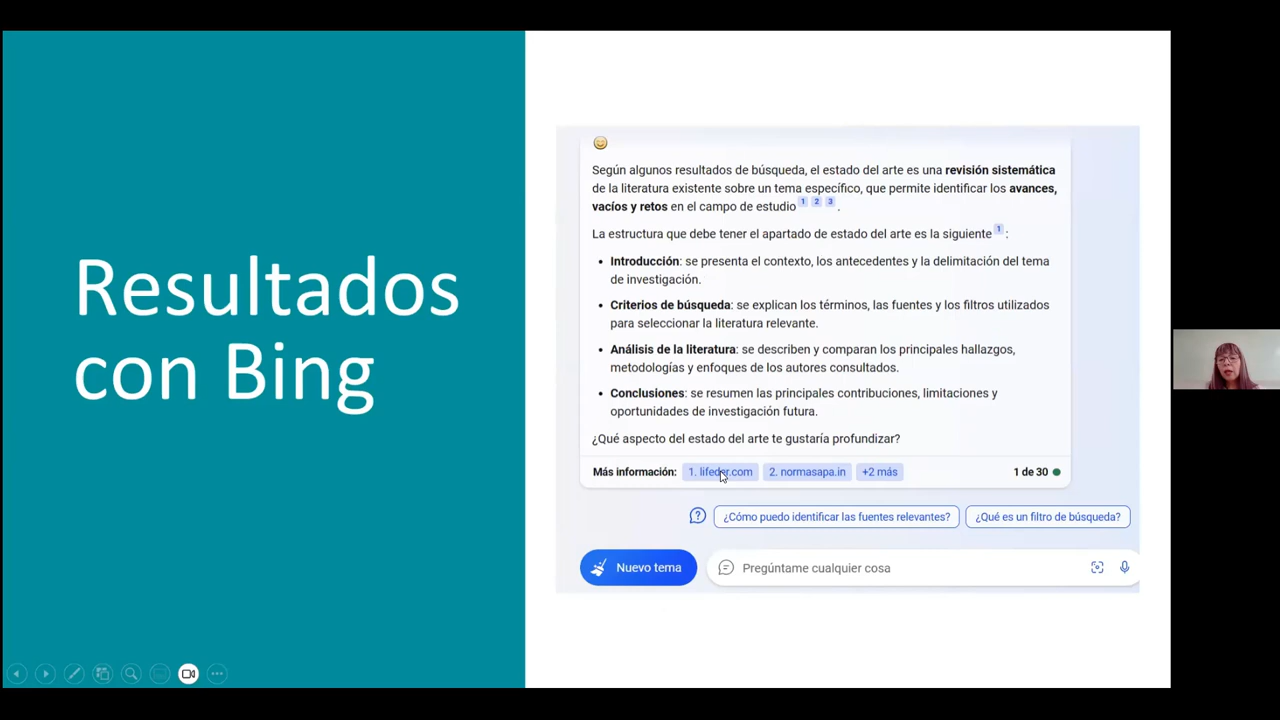 Resultados
con Bing
Según algunos resultados de búsqueda, el estado del arte es una revisión sistemática
de la literatura existente sobre un tema específico, que permite identificar los avances,
vacíos y retos en el campo de estudio 1 2 3 .
La estructura que debe tener el apartado de estado del arte es la siguiente 1 :
• Introducción: se presenta el contexto, los antecedentes y la delimitación del tema
de investigación.
• Criterios de búsqueda: se explican los términos, las fuentes y los filtros utilizados
para seleccionar la literatura relevante.
• Análisis de la literatura: se describen y comparan los principales hallazgos,
metodologías y enfoques de los autores consultados.
• Conclusiones: se resumen las principales contribuciones, limitaciones y
oportunidades de investigación futura.
¿Qué aspecto del estado del arte te gustaría profundizar?
Más información: 1. lifeder.com 2. normasapa.in +2 más 1 de 30
¿Cómo puedo identificar las fuentes relevantes? ¿Qué es un filtro de búsqueda?
Nuevo tema Pregúntame cualquier cosa